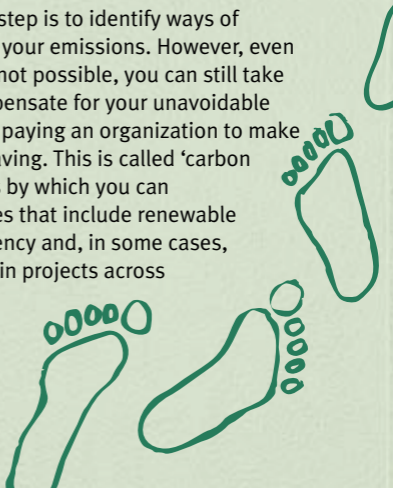 step is to identify ways of
your emissions. However, even
not possible, you can still take
pensate for your unavoidable
paying an organization to make
aving. This is called ‘carbon
by which you can
es that include renewable
ency and, in some cases,
in projects across